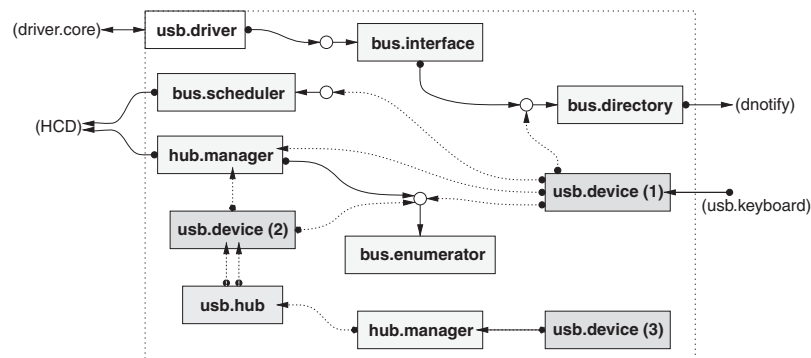 (driver.core)
usb.driver
bus.interface
bus.scheduler
bus.directory
(dnotify)
(HCD)
hub.manager
usb.device (1)
(usb.keyboard)
usb.device (2)
bus.enumerator
usb.hub
hub.manager
usb.device (3)